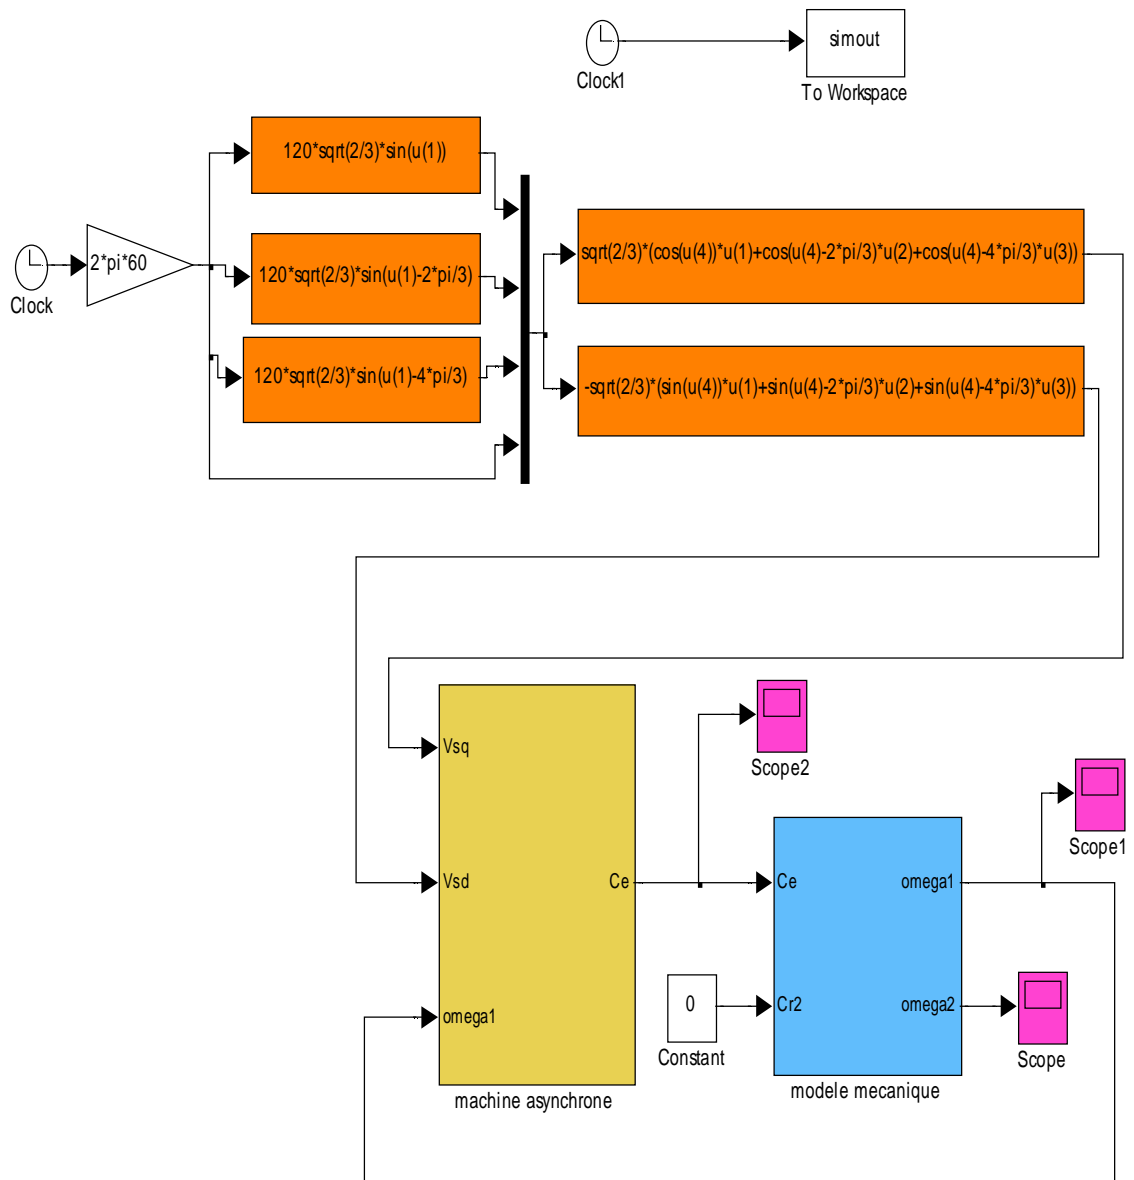 simout
Clock1
To Workspace
120*sqrt(2/3)*sin(u(1))
2*pi*60
Clock
120*sqrt(2/3)*sin(u(1)-2*pi/3)
120*sqrt(2/3)*sin(u(1)-4*pi/3)
sqrt(2/3)*(cos(u(4))*u(1)+cos(u(4)-2*pi/3)*u(2)+cos(u(4)-4*pi/3)*u(3))
-sqrt(2/3)*(sin(u(4))*u(1)+sin(u(4)-2*pi/3)*u(2)+sin(u(4)-4*pi/3)*u(3))
Vsq
Vsd
Ce
omega1
machine asynchrone
Scope2
Ce
omega1
Cr2
omega2
modele mecanique
0
Constant
Scope1
Scope